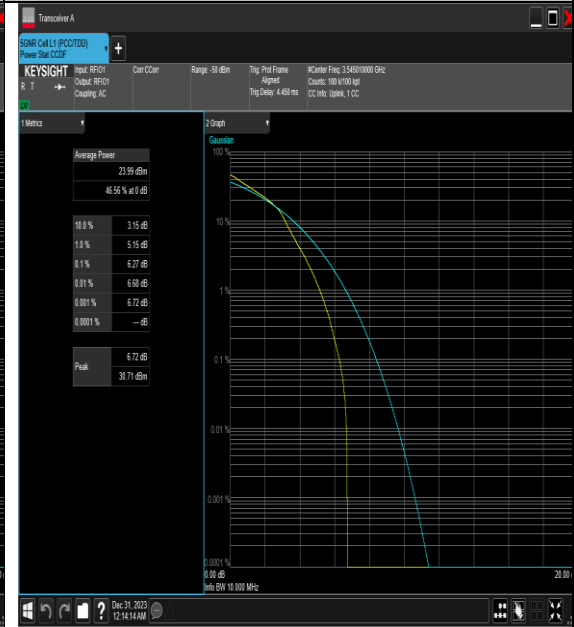 Transceiver A
5GNR Cell L1 (PCC/TDD)
Power Stat CCDF
+
KEYSIGHT
R T
Input: RFIO1
Output: RFIO1
Coupling: AC
Corr CCorr
Range: -50 dBm
Trig: Prot Frame
Aligned
Trig Delay: 4.450 ms
#Center Freq: 3.545010000 GHz
Counts: 100 k/100 kpt
CC Info: Uplink, 1 CC
1 Metrics
Average Power
23.99 dBm
46.56 % at 0 dB
10.0 % 3.15 dB
1.0 % 5.15 dB
0.1 % 6.27 dB
0.01 % 6.68 dB
0.001 % 6.72 dB
0.0001 % --- dB
Peak
6.72 dB
30.71 dBm
2 Graph
Gaussian
100 %
10 %
1 %
0.1 %
0.01 %
0.001 %
0.0001 %
0.00 dB
20.00
Info BW 10.000 MHz
?
Dec 31, 2023
12:14:14 AM